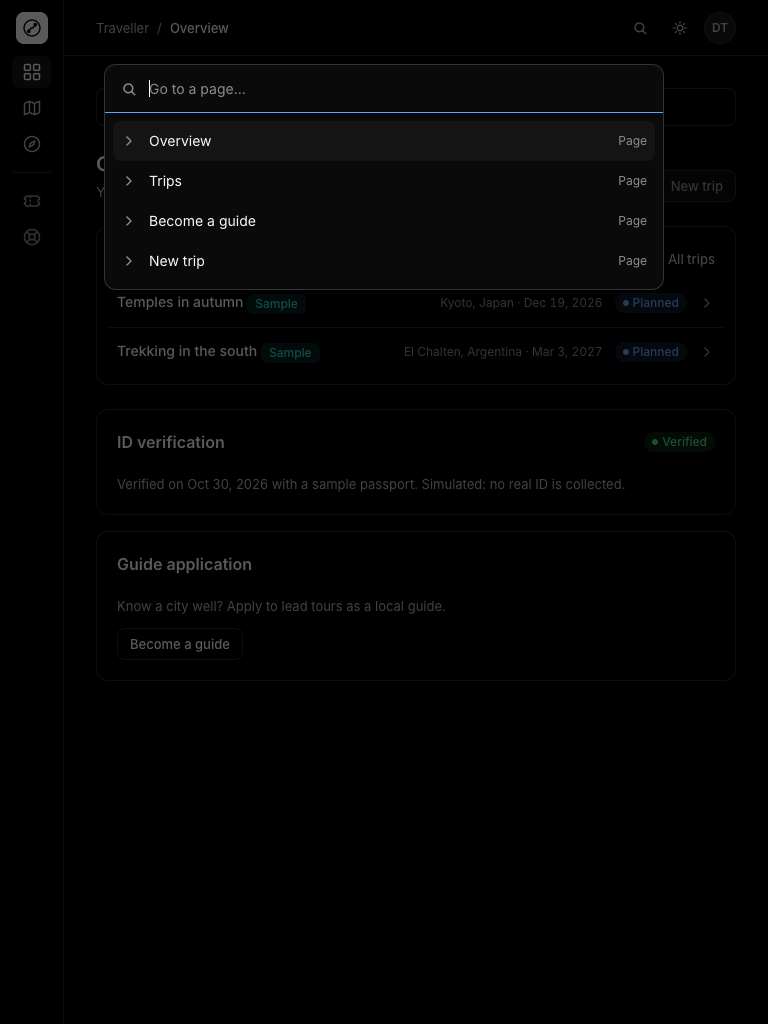 Traveller / Overview
DT
Go to a page...
Overview Page
Trips Page
Become a guide Page
New trip Page
New trip
All trips
Temples in autumn Sample Kyoto, Japan · Dec 19, 2026 Planned
Trekking in the south Sample El Chalten, Argentina · Mar 3, 2027 Planned
ID verification Verified
Verified on Oct 30, 2026 with a sample passport. Simulated: no real ID is collected.
Guide application
Know a city well? Apply to lead tours as a local guide.
Become a guide